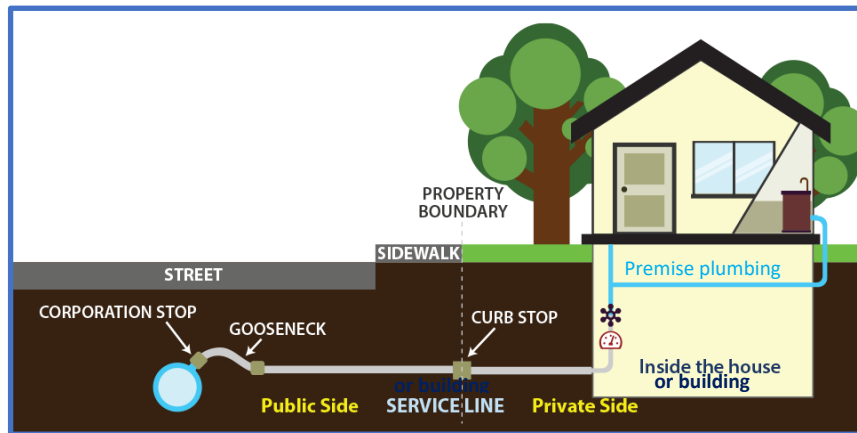 PROPERTY
BOUNDARY
SIDEWALK
STREET
Premise plumbing
CORPORATION STOP
GOOSENECK
CURB STOP
Inside the house
or building
or building
Public Side
SERVICE LINE
Private Side